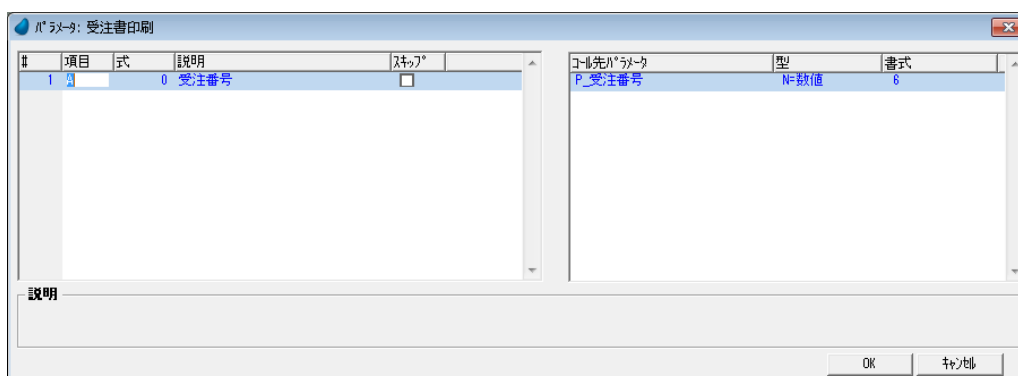 パラメータ: 受注書印刷
# 項目 式 説明 スキップ
1 A 0 受注番号
コール先パラメータ 型 書式
P_受注番号 N=数値 6
説明
OK キャンセル